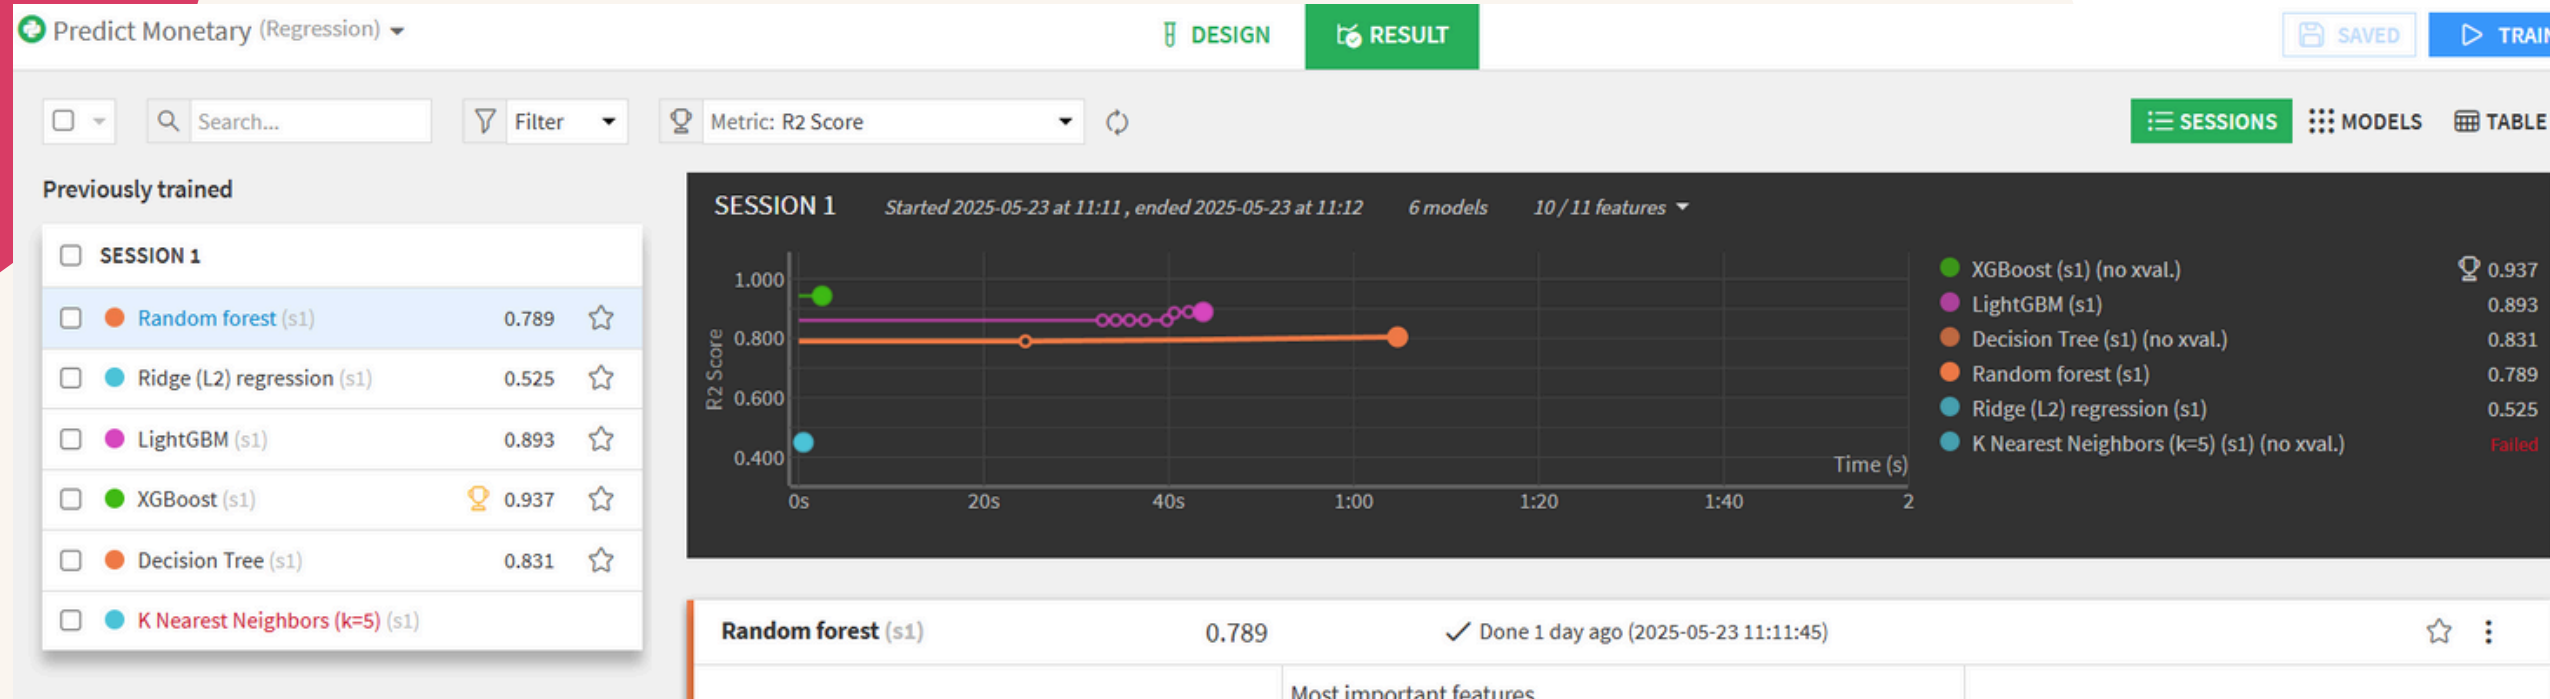 Predict Monetary (Regression)
DESIGN
RESULT
SAVED
TRAIN
Search...
Filter
Metric: R2 Score
SESSIONS
MODELS
TABLE
Previously trained
SESSION 1
Random forest (s1) 0.789
Ridge (L2) regression (s1) 0.525
LightGBM (s1) 0.893
XGBoost (s1) 0.937
Decision Tree (s1) 0.831
K Nearest Neighbors (k=5) (s1)
SESSION 1 Started 2025-05-23 at 11:11 , ended 2025-05-23 at 11:12 6 models 10 / 11 features
R2 Score
1.000
0.800
0.600
0.400
0s 20s 40s 1:00 1:20 1:40 2
Time (s)
XGBoost (s1) (no xval.) 0.937
LightGBM (s1) 0.893
Decision Tree (s1) (no xval.) 0.831
Random forest (s1) 0.789
Ridge (L2) regression (s1) 0.525
K Nearest Neighbors (k=5) (s1) (no xval.) Failed
Random forest (s1) 0.789 Done 1 day ago (2025-05-23 11:11:45)
Most important features